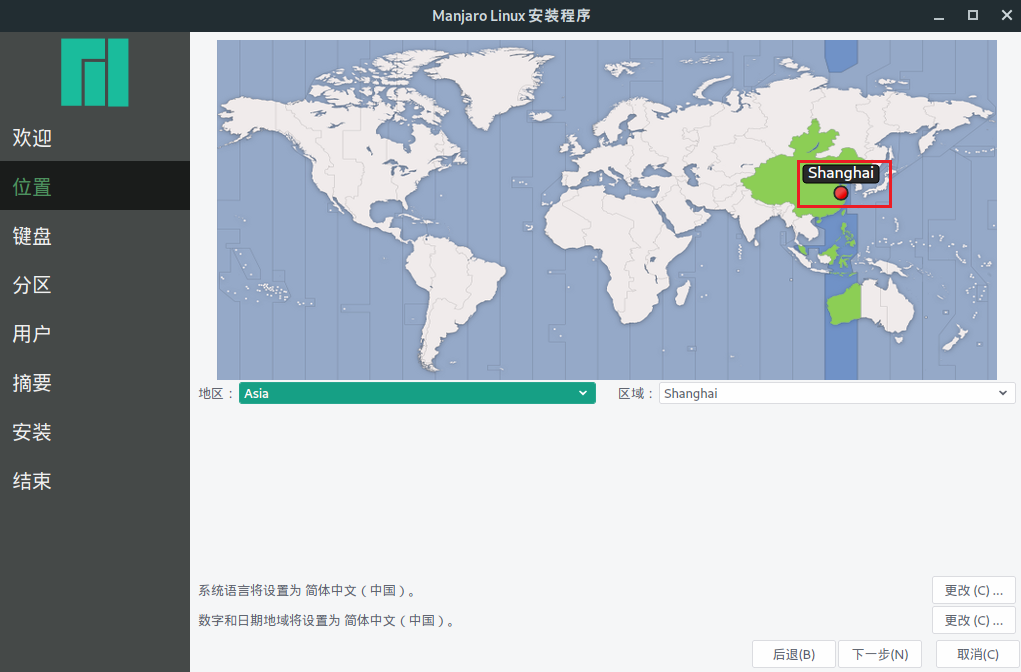 Manjaro Linux 安装程序
欢迎
位置
键盘
分区
用户
摘要
安装
结束
Shanghai
地区： Asia 区域： Shanghai
系统语言将设置为 简体中文（中国）。 更改 (C) ...
数字和日期地域将设置为 简体中文（中国）。 更改 (C) ...
后退(B) 下一步(N) 取消(C)